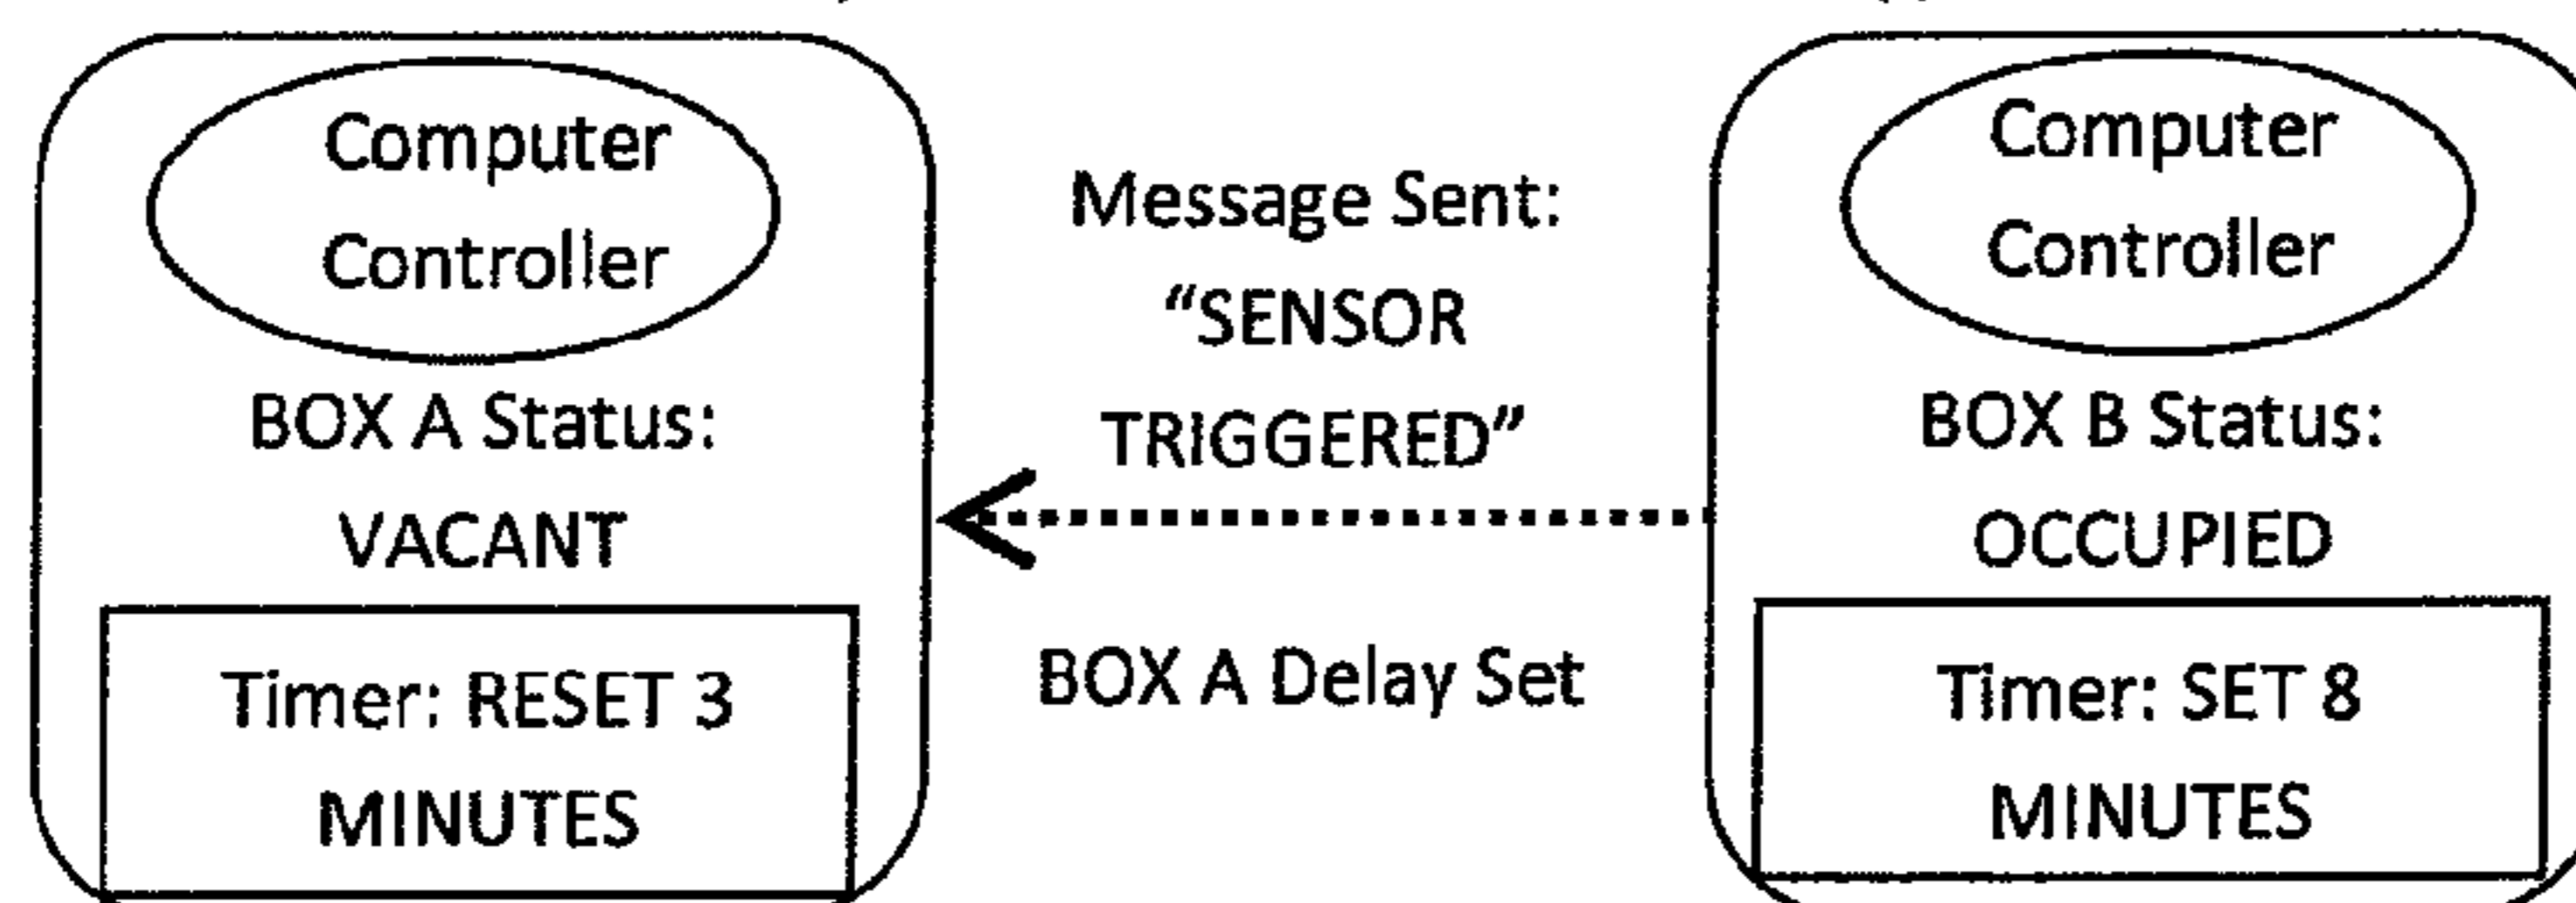 Computer
Controller
BOX A Status:
VACANT
Timer: RESET 3
MINUTES
Message Sent:
“SENSOR
TRIGGERED”
BOX A Delay Set
Computer
Controller
BOX B Status:
OCCUPIED
Timer: SET 8
MINUTES